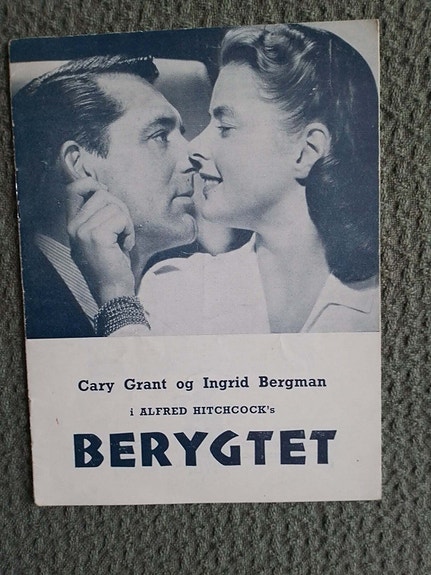 Cary Grant og Ingrid Bergman
i ALFRED HITCHCOCK's
BERYGTET